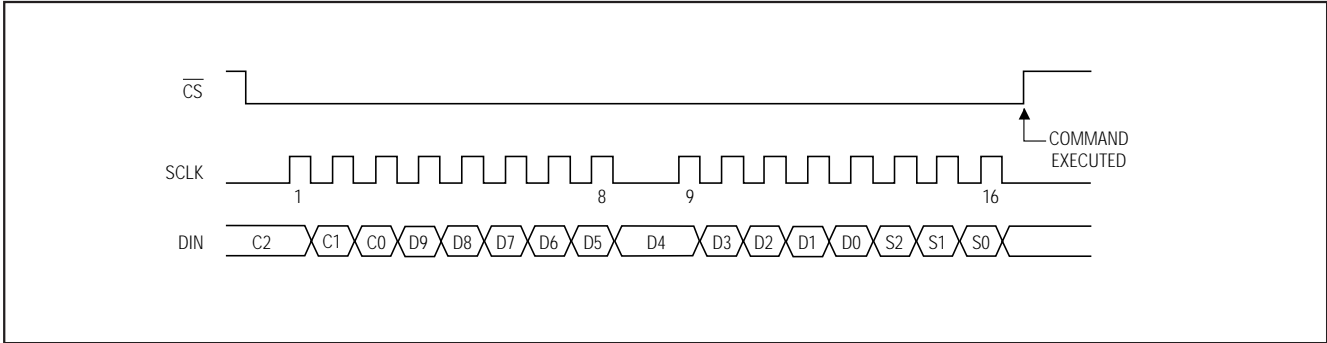 CS
COMMAND
EXECUTED
SCLK
1 8 9 16
DIN C2 C1 C0 D9 D8 D7 D6 D5 D4 D3 D2 D1 D0 S2 S1 S0